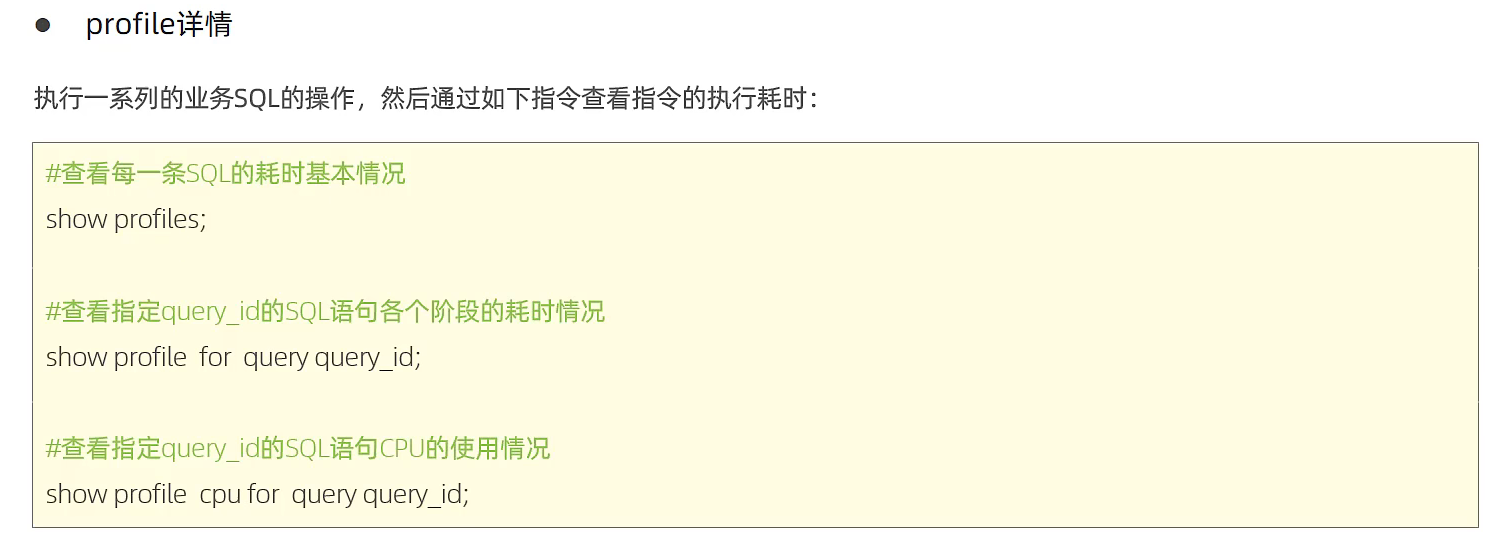 ● profile详情
执行一系列的业务SQL的操作，然后通过如下指令查看指令的执行耗时：
#查看每一条SQL的耗时基本情况
show profiles;
#查看指定query_id的SQL语句各个阶段的耗时情况
show profile for query query_id;
#查看指定query_id的SQL语句CPU的使用情况
show profile cpu for query query_id;